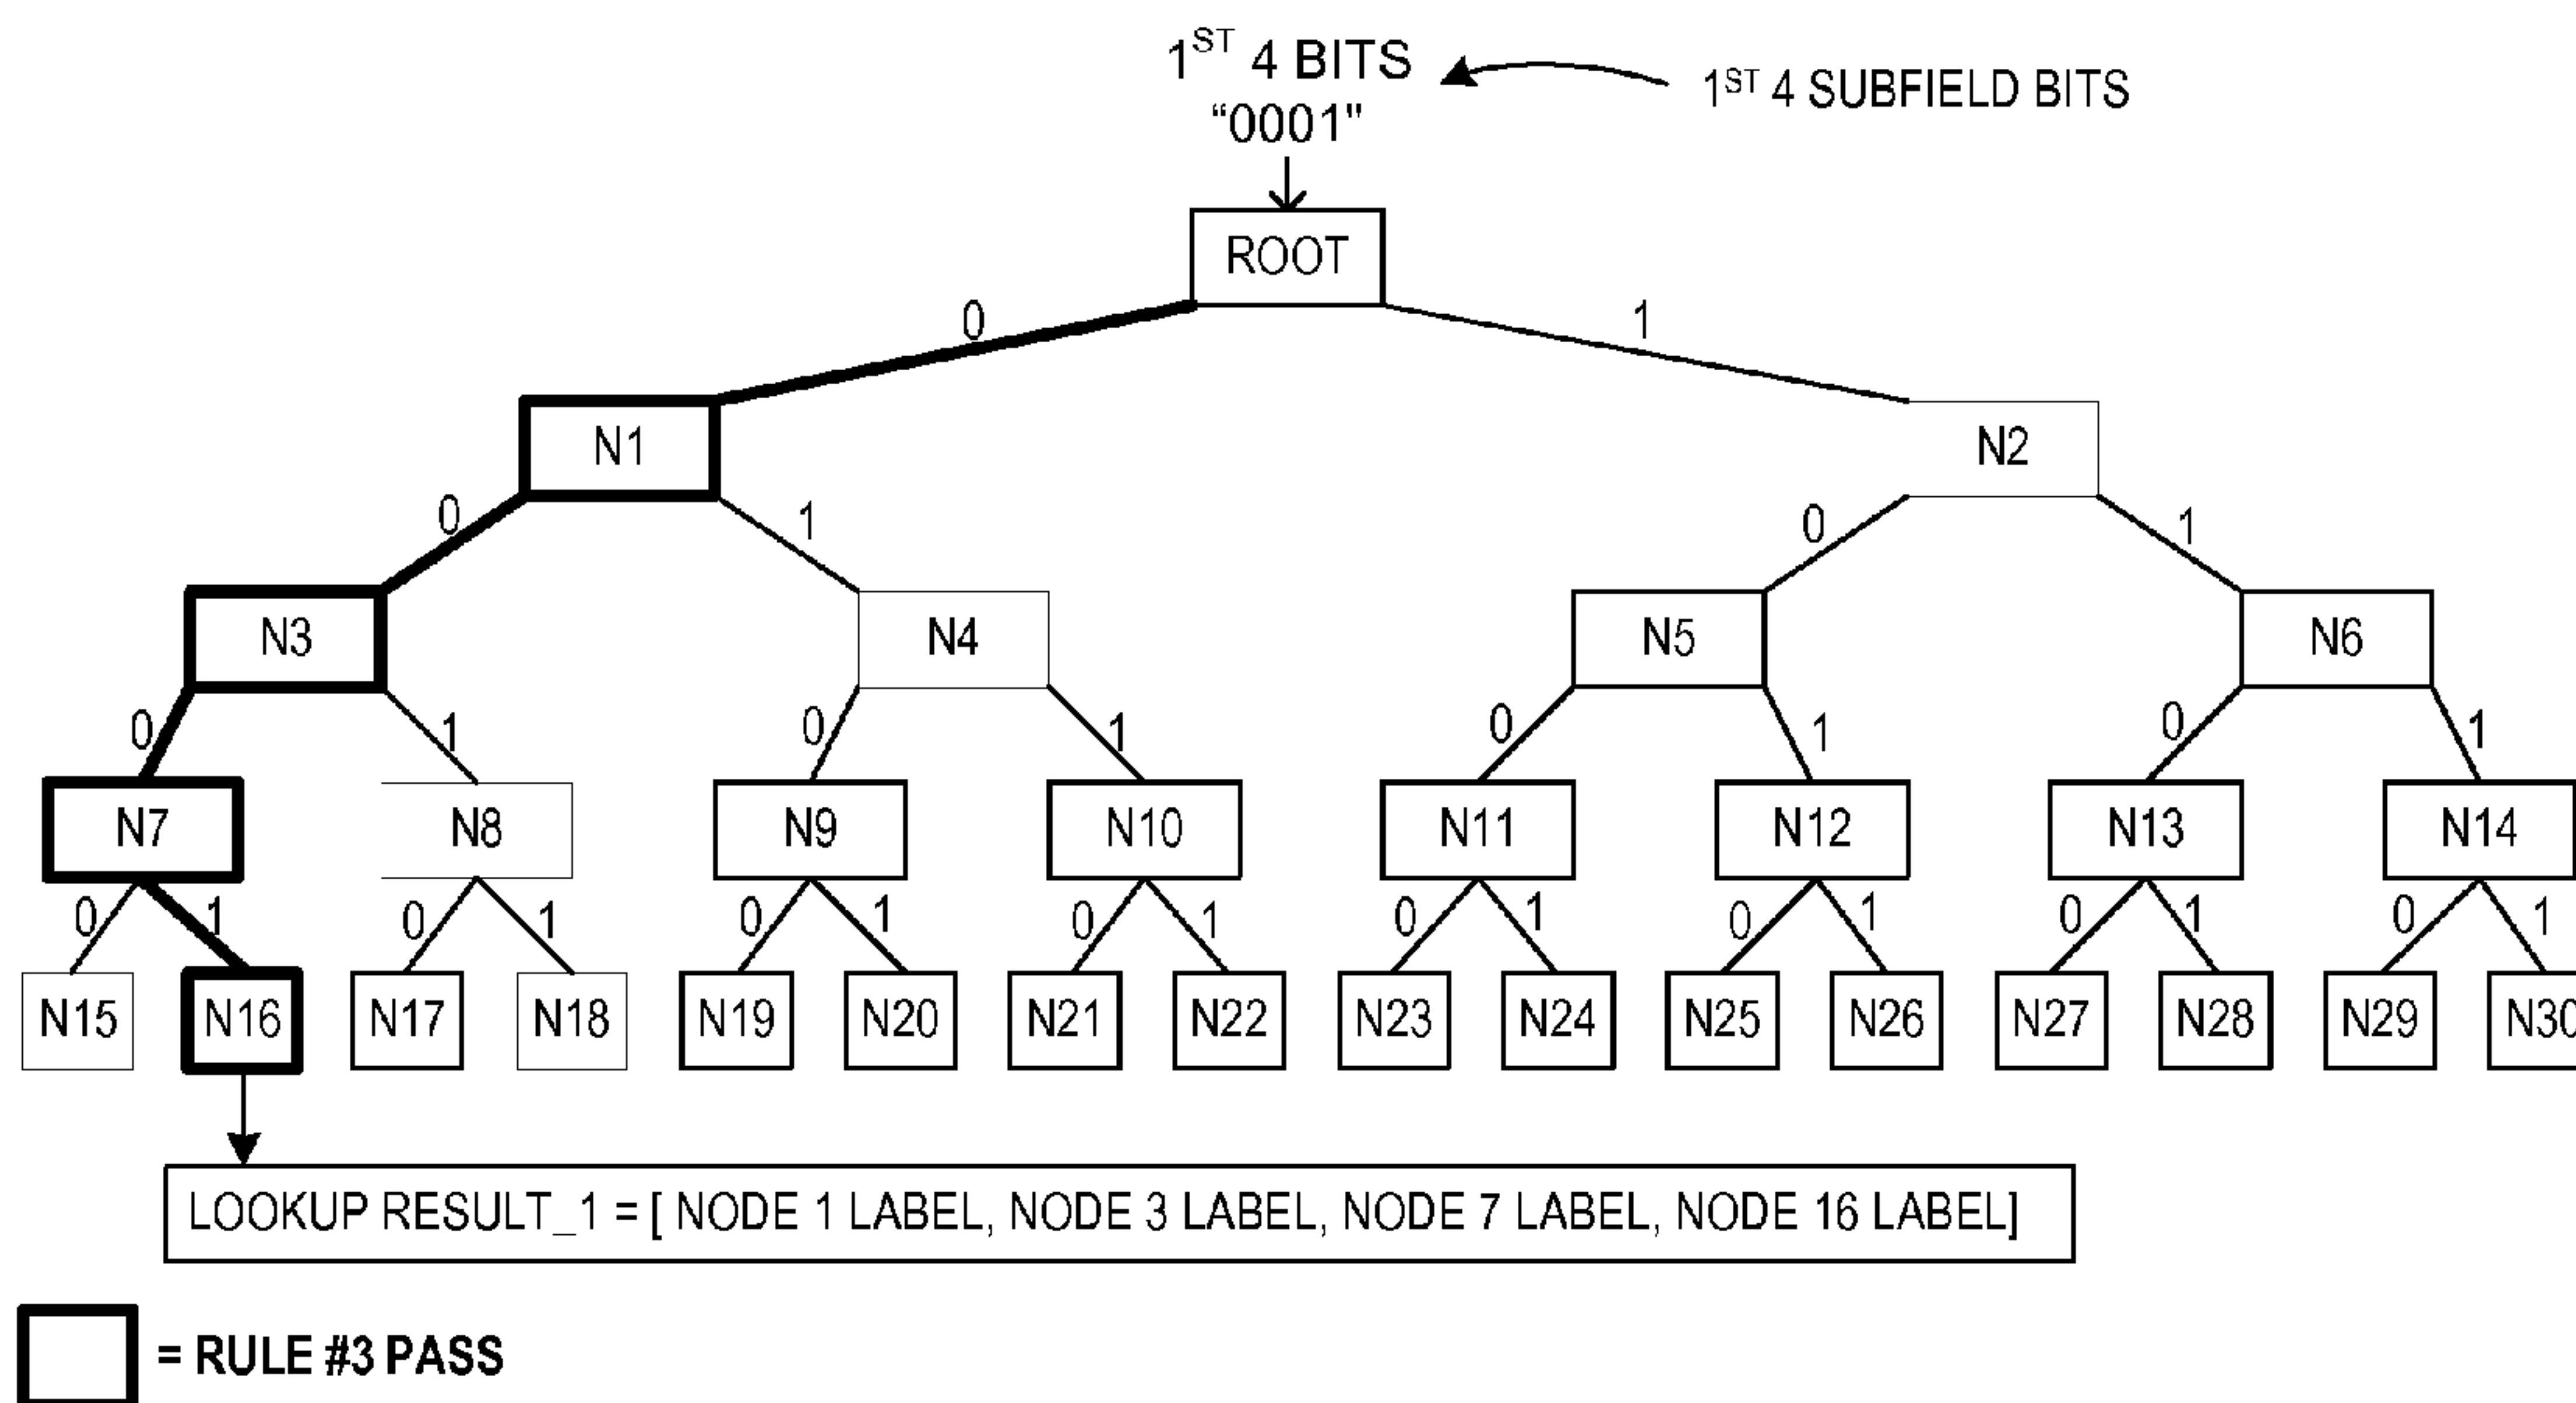 1ST 4 BITS
1ST 4 SUBFIELD BITS
“0001"
ROOT
0 1
N1 N2
0 1 0 1
N3 N4 N5 N6
0 1 0 1 0 1 0 1
N7 N8 N9 N10 N11 N12 N13 N14
0 1 0 1 0 1 0 1 0 1 0 1 0 1 0 1
N15 N16 N17 N18 N19 N20 N21 N22 N23 N24 N25 N26 N27 N28 N29 N30
LOOKUP RESULT_1 = [ NODE 1 LABEL, NODE 3 LABEL, NODE 7 LABEL, NODE 16 LABEL]
= RULE #3 PASS